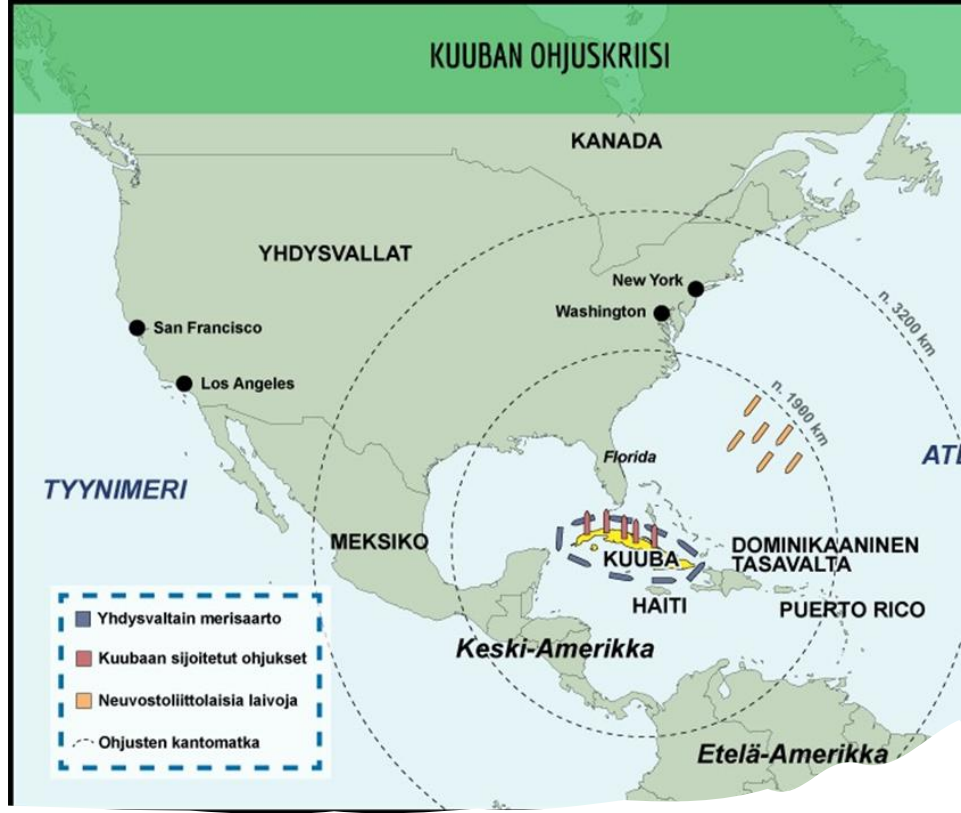 KUUBAN OHJUSKRIISI
KANADA
YHDYSVALLAT
New York
Washington
n. 3200 km
San Francisco
Los Angeles
n. 1900 km
Florida
TYYNIMERI
MEKSIKO
KUUBA
DOMINIKAANINEN
TASAVALTA
HAITI
PUERTO RICO
Keski-Amerikka
Etelä-Amerikka
Yhdysvaltain merisaarto
Kuubaan sijoitetut ohjukset
Neuvostoliittolaisia laivoja
Ohjusten kantomatka